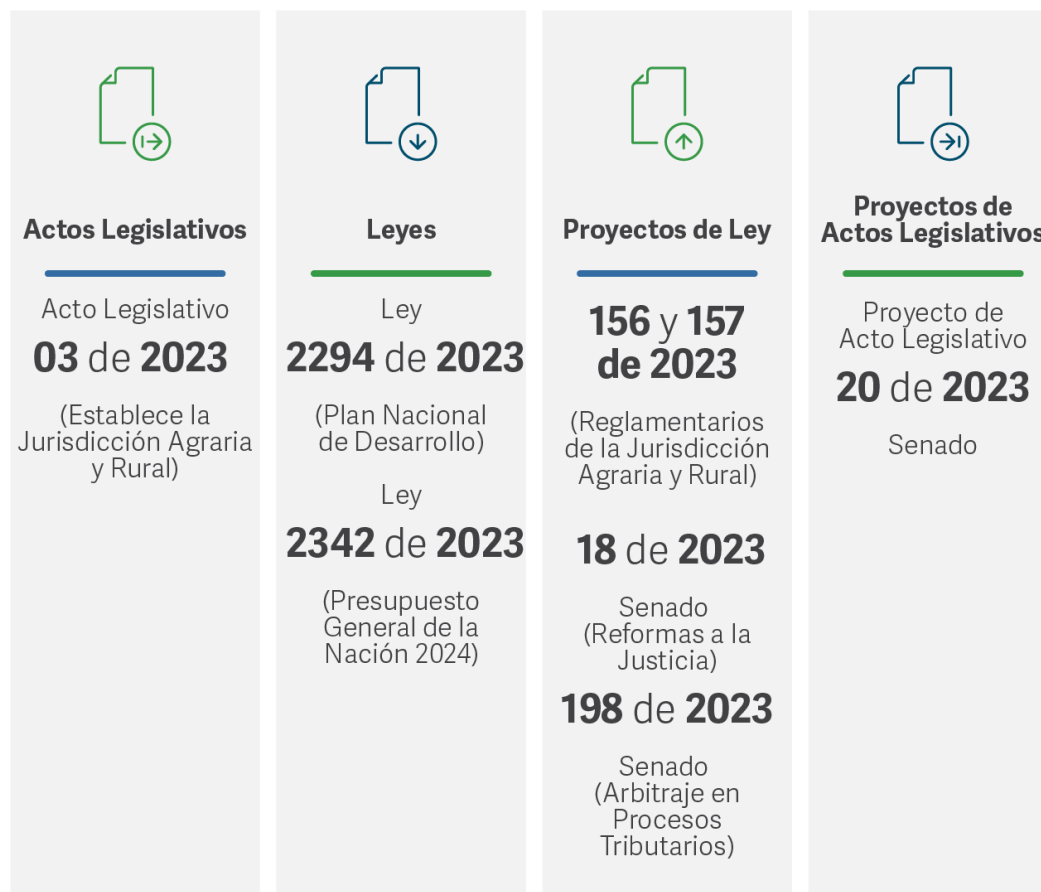 Actos Legislativos
Acto Legislativo
03 de 2023
(Establece la
Jurisdicción Agraria
y Rural)
Leyes
Ley
2294 de 2023
(Plan Nacional
de Desarrollo)
Ley
2342 de 2023
(Presupuesto
General de la
Nación 2024)
Proyectos de Ley
156 y 157
de 2023
(Reglamentarios
de la Jurisdicción
Agraria y Rural)
18 de 2023
Senado
(Reformas a la
Justicia)
198 de 2023
Senado
(Arbitraje en
Procesos
Tributarios)
Proyectos de
Actos Legislativos
Proyecto de
Acto Legislativo
20 de 2023
Senado